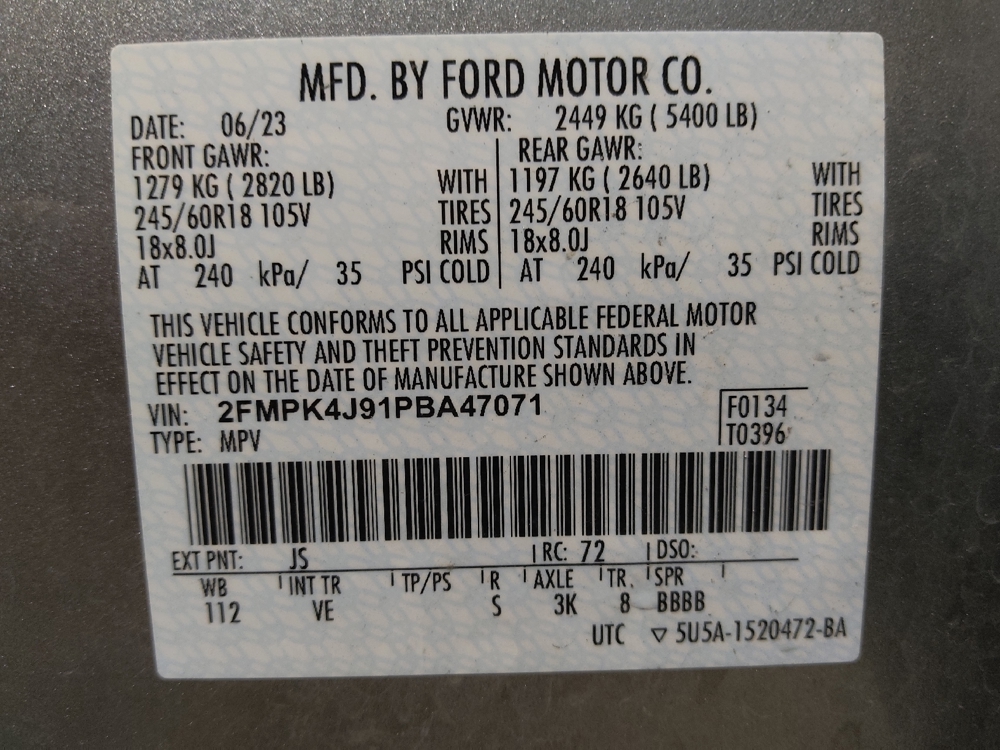 MFD. BY FORD MOTOR CO.
DATE: 06/23 GVWR: 2449 KG ( 5400 LB)
FRONT GAWR: REAR GAWR:
1279 KG ( 2820 LB) WITH 1197 KG ( 2640 LB) WITH
245/60R18 105V TIRES 245/60R18 105V TIRES
18x8.0J RIMS 18x8.0J RIMS
AT 240 kPa/ 35 PSI COLD AT 240 kPa/ 35 PSI COLD
THIS VEHICLE CONFORMS TO ALL APPLICABLE FEDERAL MOTOR
VEHICLE SAFETY AND THEFT PREVENTION STANDARDS IN
EFFECT ON THE DATE OF MANUFACTURE SHOWN ABOVE.
VIN: 2FMPK4J91PBA47071 F0134
TYPE: MPV T0396
EXT PNT: JS RC: 72 DSO:
WB INT TR TP/PS R AXLE TR. SPR
112 VE S 3K 8 BBBB
UTC ▽ 5U5A-1520472-BA